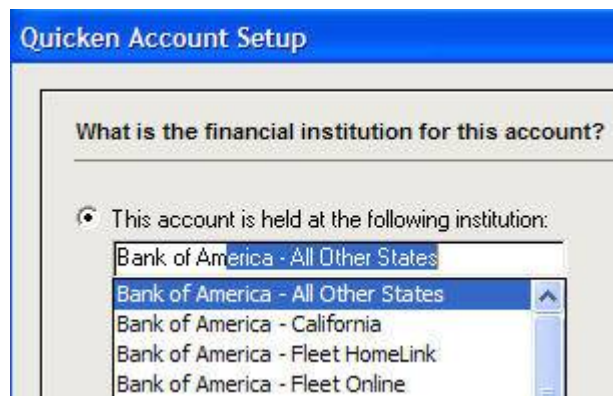 Quicken Account Setup
What is the financial institution for this account?
This account is held at the following institution:
Bank of America - All Other States
Bank of America - All Other States
Bank of America - California
Bank of America - Fleet HomeLink
Bank of America - Fleet Online